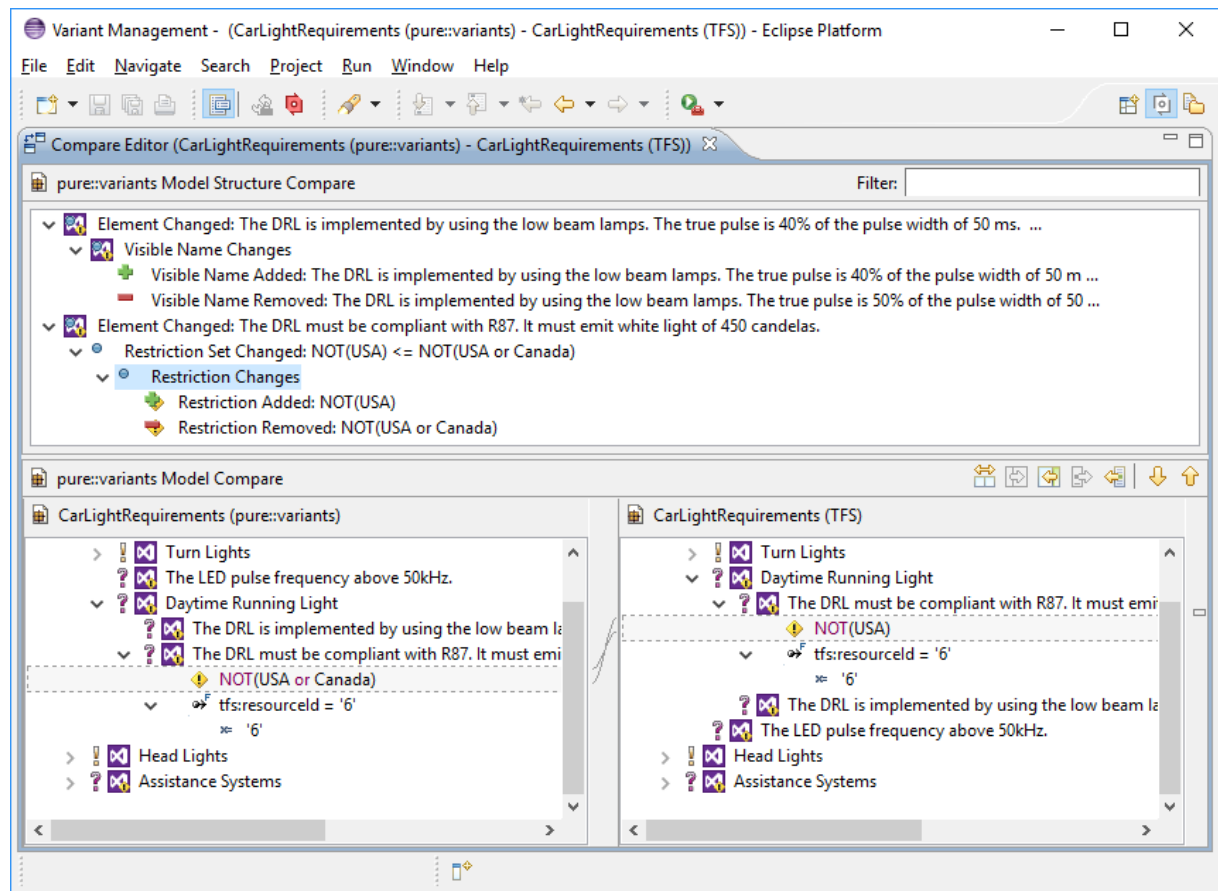 Variant Management - (CarLightRequirements (pure::variants) - CarLightRequirements (TFS)) - Eclipse Platform
File Edit Navigate Search Project Run Window Help
Compare Editor (CarLightRequirements (pure::variants) - CarLightRequirements (TFS))
pure::variants Model Structure Compare Filter:
Element Changed: The DRL is implemented by using the low beam lamps. The true pulse is 40% of the pulse width of 50 ms. ...
Visible Name Changes
Visible Name Added: The DRL is implemented by using the low beam lamps. The true pulse is 40% of the pulse width of 50 m ...
Visible Name Removed: The DRL is implemented by using the low beam lamps. The true pulse is 50% of the pulse width of 50 ...
Element Changed: The DRL must be compliant with R87. It must emit white light of 450 candelas.
Restriction Set Changed: NOT(USA) <= NOT(USA or Canada)
Restriction Changes
Restriction Added: NOT(USA)
Restriction Removed: NOT(USA or Canada)
pure::variants Model Compare
CarLightRequirements (pure::variants)
Turn Lights
The LED pulse frequency above 50kHz.
Daytime Running Light
The DRL is implemented by using the low beam la
The DRL must be compliant with R87. It must emi
NOT(USA or Canada)
tfs:resourceId = '6'
'6'
Head Lights
Assistance Systems
CarLightRequirements (TFS)
Turn Lights
Daytime Running Light
The DRL must be compliant with R87. It must emit
NOT(USA)
tfs:resourceId = '6'
'6'
The DRL is implemented by using the low beam la
The LED pulse frequency above 50kHz.
Head Lights
Assistance Systems